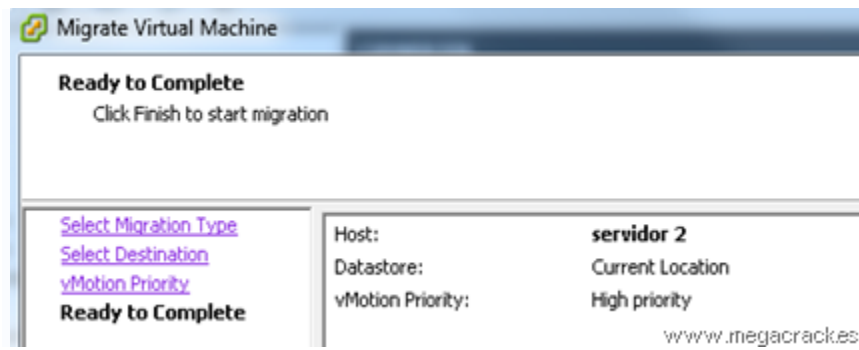 Migrate Virtual Machine
Ready to Complete
Click Finish to start migration
Select Migration Type
Select Destination
vMotion Priority
Ready to Complete
Host: servidor 2
Datastore: Current Location
vMotion Priority: High priority
www.megacrack.es